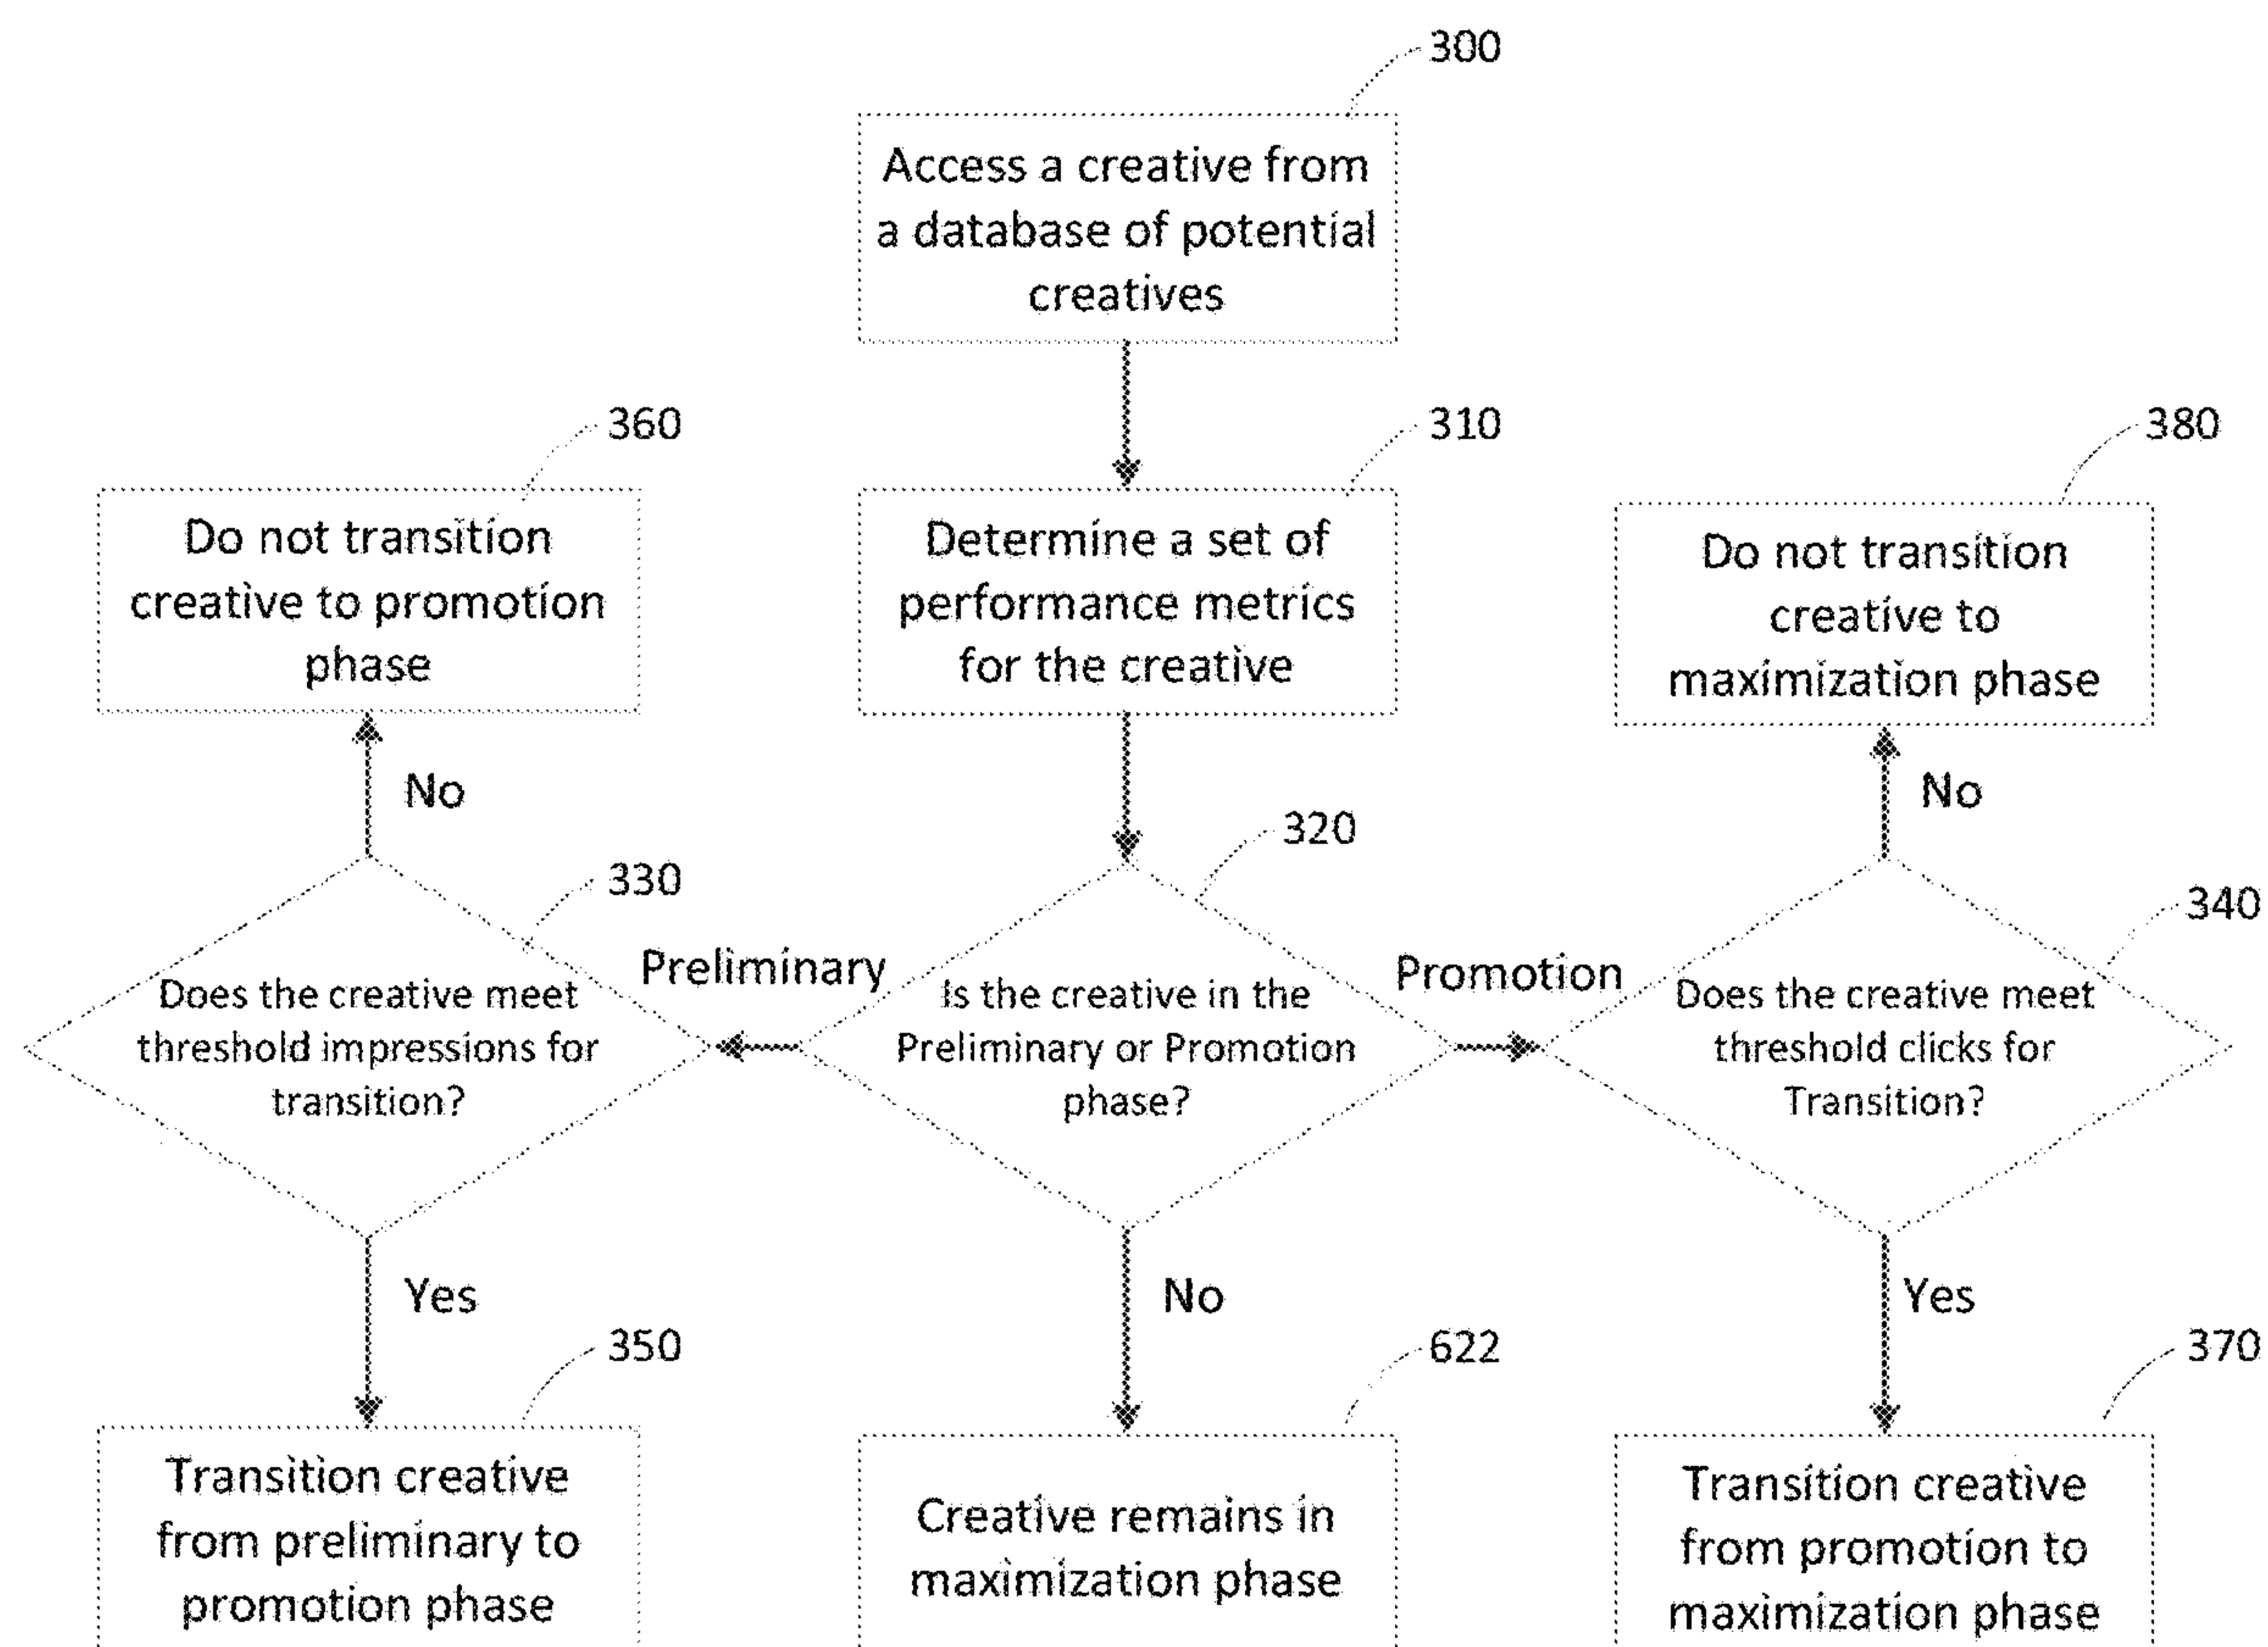 300
Access a creative from
a database of potential
creatives
360
Do not transition
creative to promotion
phase
310
Determine a set of
performance metrics
for the creative
380
Do not transition
creative to
maximization phase
No
No
330
Does the creative meet
threshold impressions for
transition?
Preliminary
320
Is the creative in the
Preliminary or Promotion
phase?
Promotion
340
Does the creative meet
threshold clicks for
Transition?
Yes
No
Yes
350
Transition creative
from preliminary to
promotion phase
622
Creative remains in
maximization phase
370
Transition creative
from promotion to
maximization phase